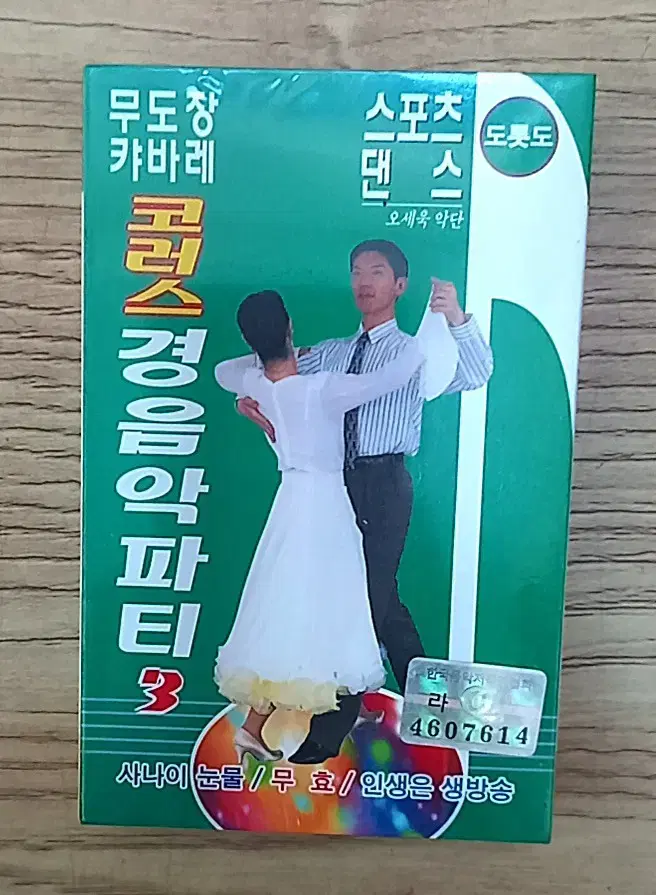 무도장
캬바레
스포츠
댄스
도롯도
오세욱 악단
코러스
경음악파티
3
라
4607614
사나이 눈물 / 무효 / 인생은 생방송